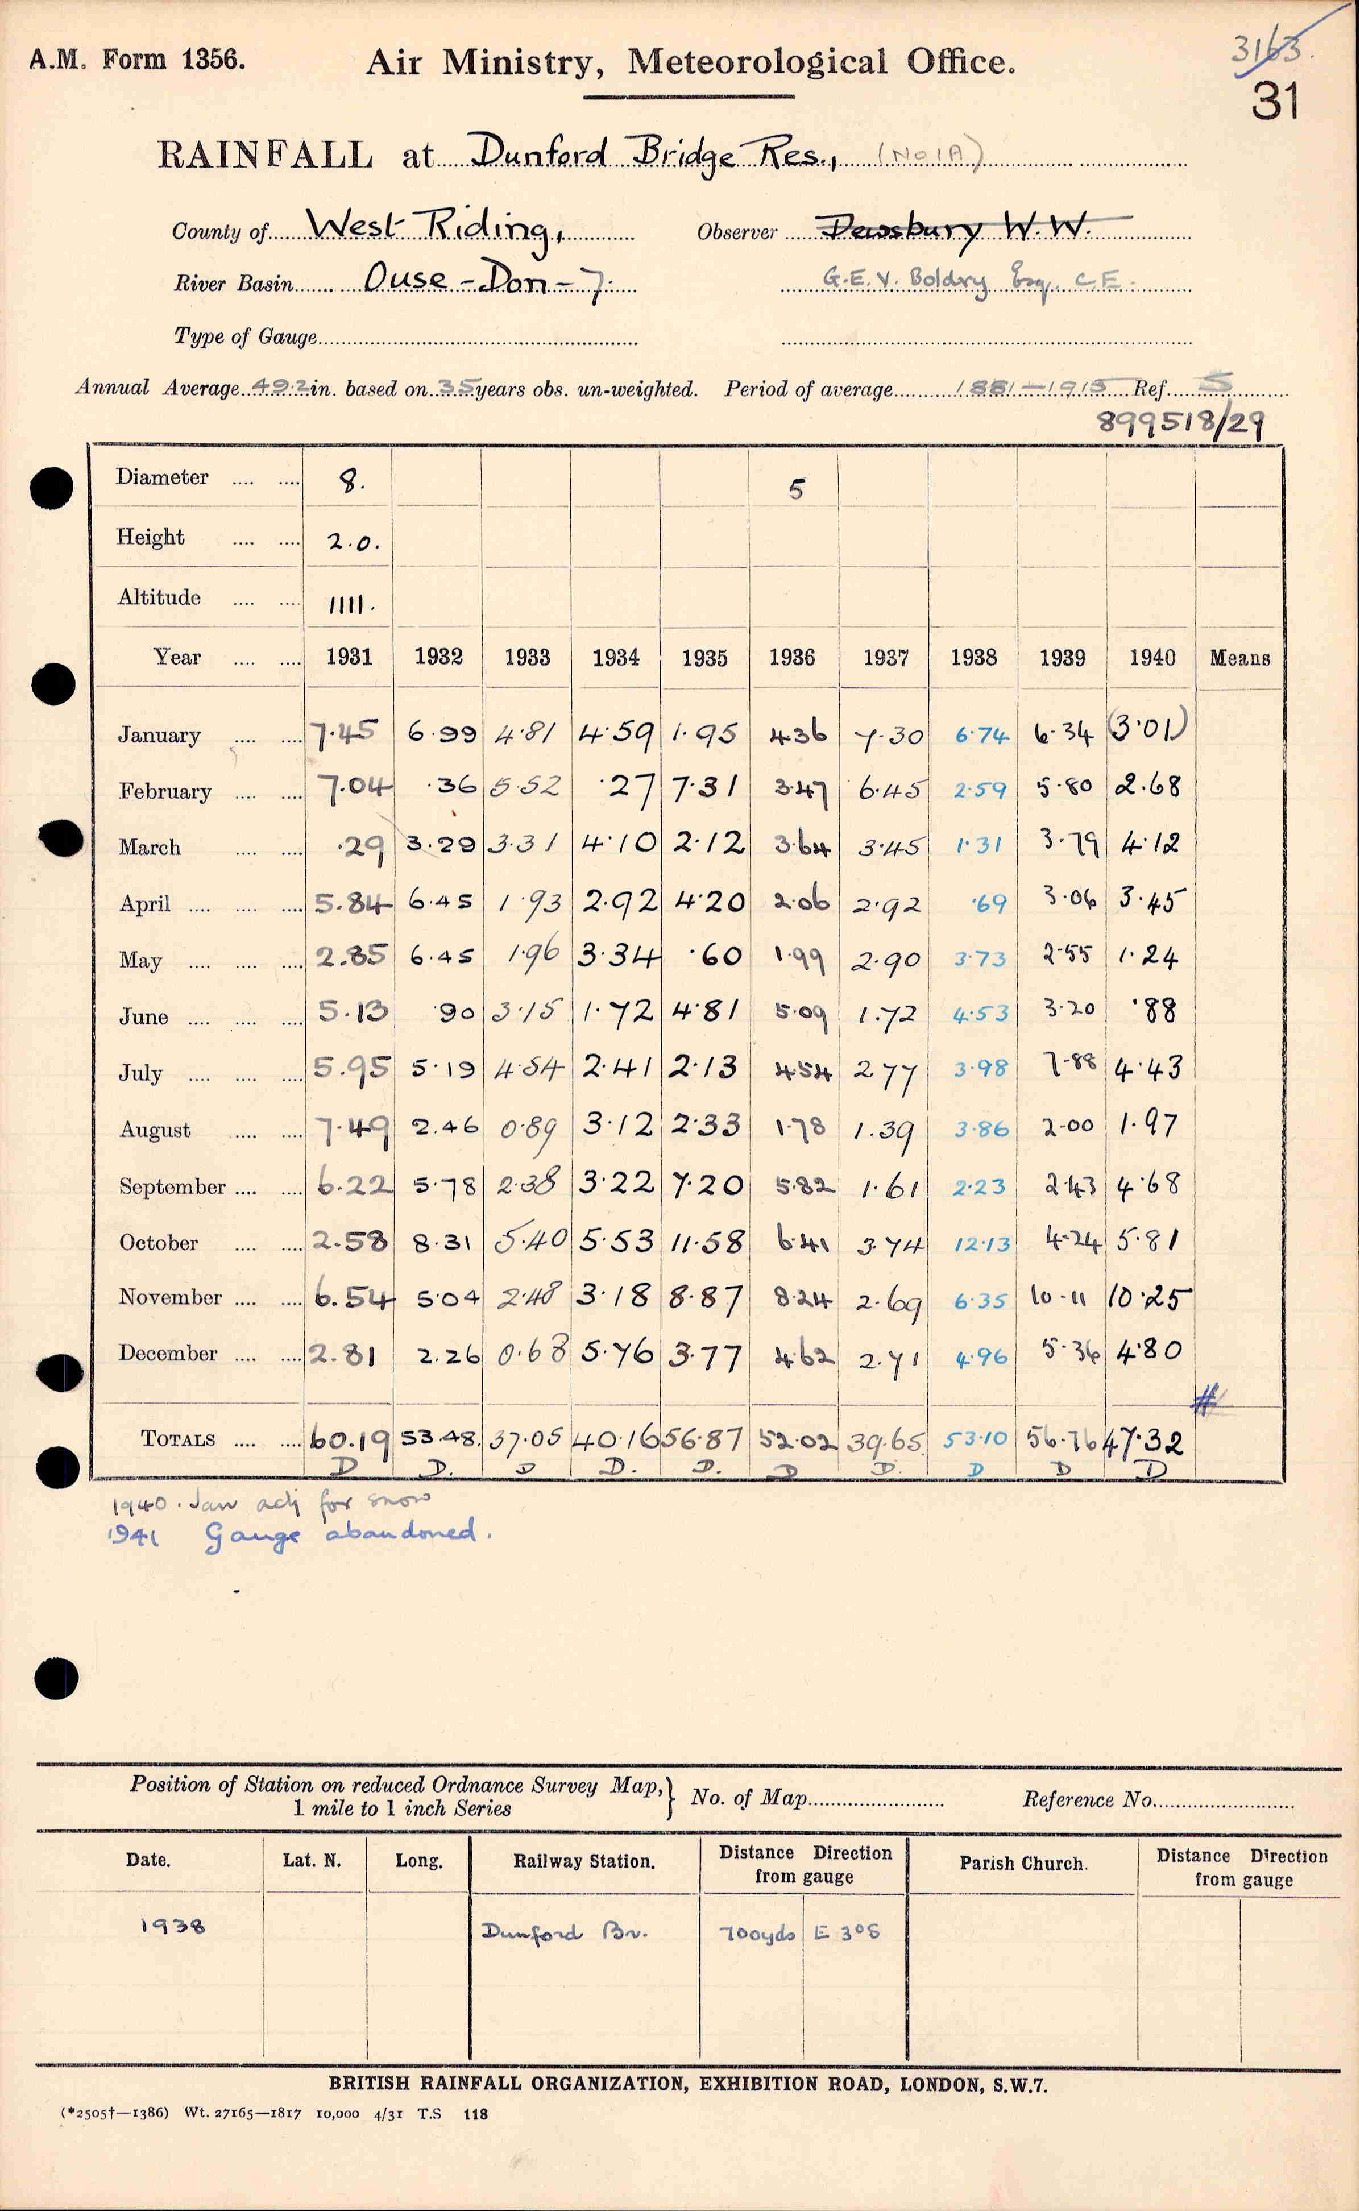 A.M. Form 1356. Air Ministry, Meteorological Office. 3163.
31
RAINFALL at Dunford Bridge Res., (No 1A)
County of West Riding, Observer Dewsbury W.W.
River Basin Ouse - Don - 7. G.E.V. Boldry Esq. C.E.
Type of Gauge
Annual Average 49.2 in. based on 35 years obs. un-weighted. Period of average 1881-1915 Ref. S
899518/29
Diameter .... .... 8. 5
Height .... .... 2.0.
Altitude .... .... 1111.
Year .... .... 1931 1932 1933 1934 1935 1936 1937 1938 1939 1940 Means
January .... .... 7.45 6.99 4.81 4.59 1.95 4.36 7.30 6.74 6.34 (3.01)
February .... .... 7.04 .36 5.52 .27 7.31 3.47 6.45 2.59 5.80 2.68
March .... .... .29 3.29 3.31 4.10 2.12 3.64 3.45 1.31 3.79 4.12
April .... .... .... 5.84 6.45 1.93 2.92 4.20 2.06 2.92 .69 3.06 3.45
May .... .... .... 2.85 6.45 1.96 3.34 .60 1.99 2.90 3.73 2.55 1.24
June .... .... .... 5.13 .90 3.15 1.72 4.81 5.09 1.72 4.53 3.20 .88
July .... .... .... 5.95 5.19 4.54 2.41 2.13 4.54 2.77 3.98 7.88 4.43
August .... .... 7.49 2.46 0.89 3.12 2.33 1.78 1.39 3.86 2.00 1.97
September .... .... 6.22 5.78 2.38 3.22 7.20 5.82 1.61 2.23 2.43 4.68
October .... .... 2.58 8.31 5.40 5.53 11.58 6.41 3.74 12.13 4.24 5.81
November .... .... 6.54 5.04 2.48 3.18 8.87 8.24 2.69 6.35 10.11 10.25
December .... .... 2.81 2.26 0.68 5.76 3.77 4.62 2.71 4.96 5.36 4.80
#
TOTALS .... .... 60.19 53.48. 37.05 40.16 56.87 52.02 39.65 53.10 56.76 47.32
D D. D D. D. D D. D D D
1940. Jan adj for snow
1941 Gauge abandoned.
Position of Station on reduced Ordnance Survey Map, } No. of Map Reference No.
1 mile to 1 inch Series
Date. Lat. N. Long. Railway Station. Distance Direction from gauge Parish Church. Distance Direction from gauge
1938 Dunford Br. 700yds E 30S
BRITISH RAINFALL ORGANIZATION, EXHIBITION ROAD, LONDON, S.W.7.
(*2505†—1386) Wt. 27165—1817 10,000 4/31 T.S 118